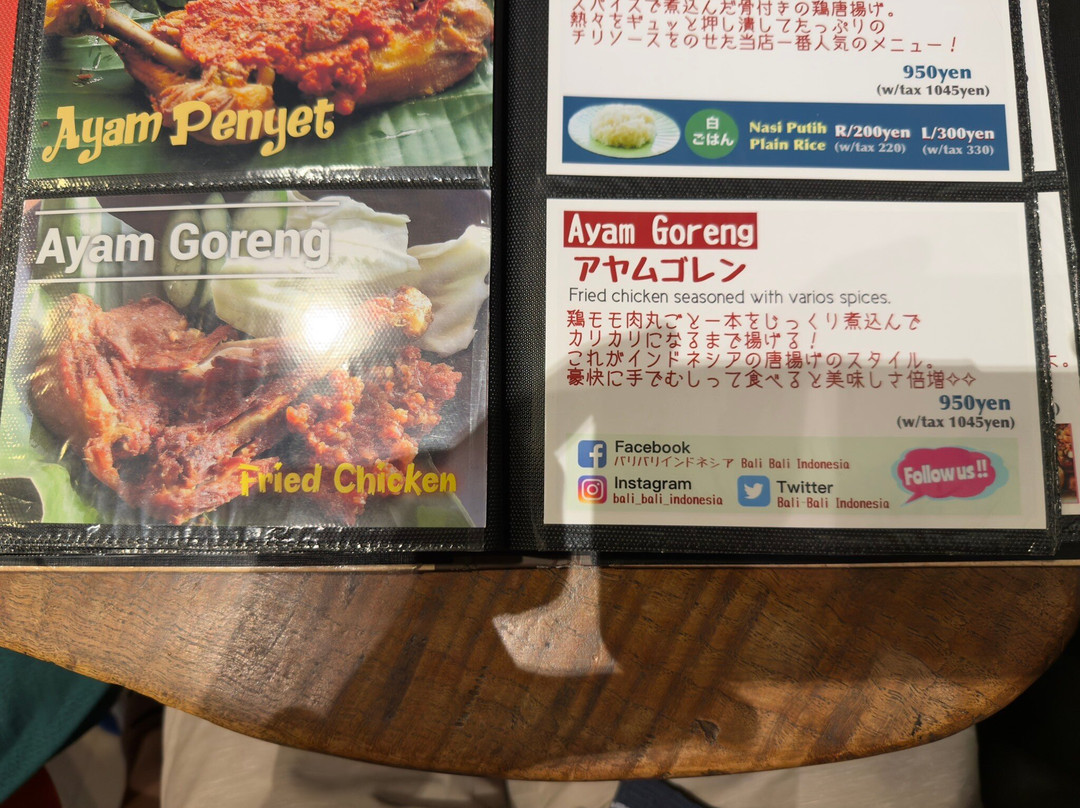 Ayam Penyet
Ayam Goreng
Fried Chicken
スパイスで煮込んだ骨付きの鶏唐揚げ。
熱々をギュッと押し潰してたっぷりの
チリソースをのせた当店一番人気のメニュー！
950yen
(w/tax 1045yen)
白
ごはん
Nasi Putih R/200yen L/300yen
Plain Rice (w/tax 220) (w/tax 330)
Ayam Goreng
アヤムゴレン
Fried chicken seasoned with varios spices.
鶏モモ肉丸ごと一本をじっくり煮込んで
カリカリになるまで揚げる！
これがインドネシアの唐揚げのスタイル。
豪快に手でむしって食べると美味しさ倍増✧✧
950yen
(w/tax 1045yen)
Facebook
バリバリインドネシア Bali Bali Indonesia
Instagram
bali_bali_indonesia
Twitter
Bali Bali Indonesia
Follow us!!
よ。